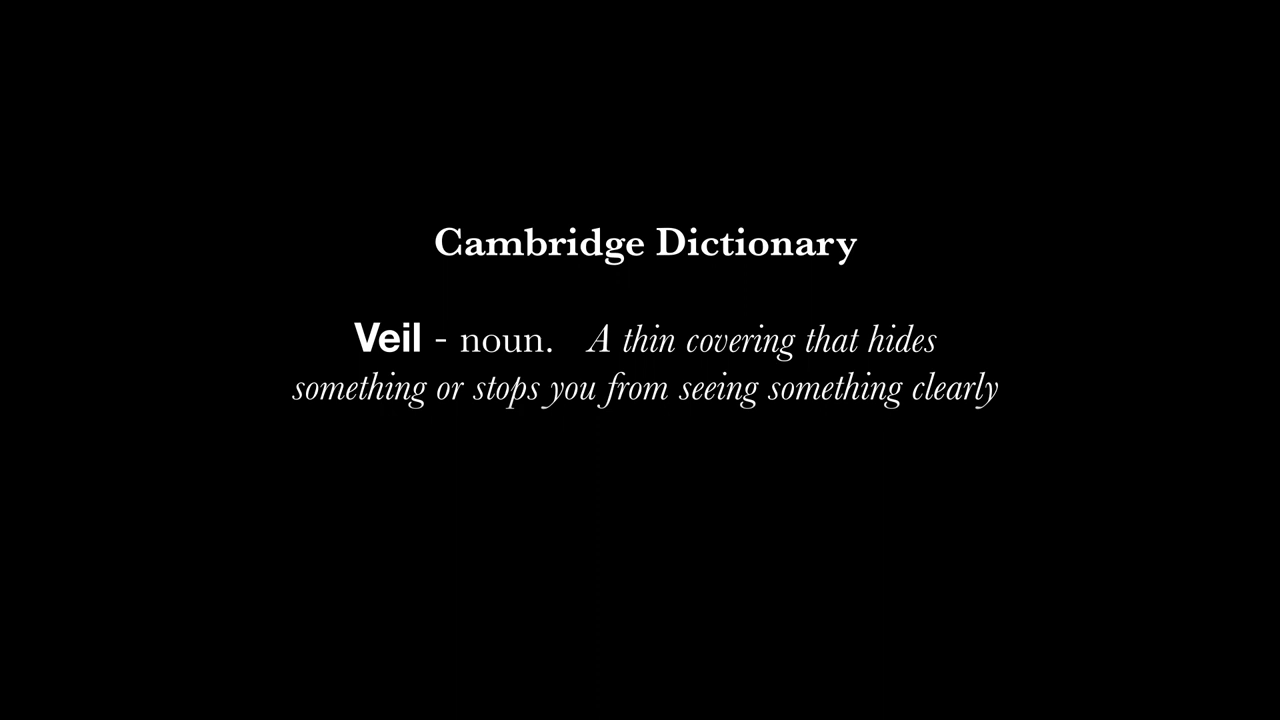 Cambridge Dictionary
Veil - noun. A thin covering that hides
something or stops you from seeing something clearly